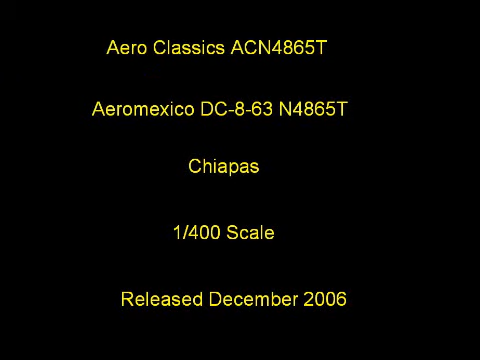 Aero Classics ACN4865T
Aeromexico DC-8-63 N4865T
Chiapas
1/400 Scale
Released December 2006